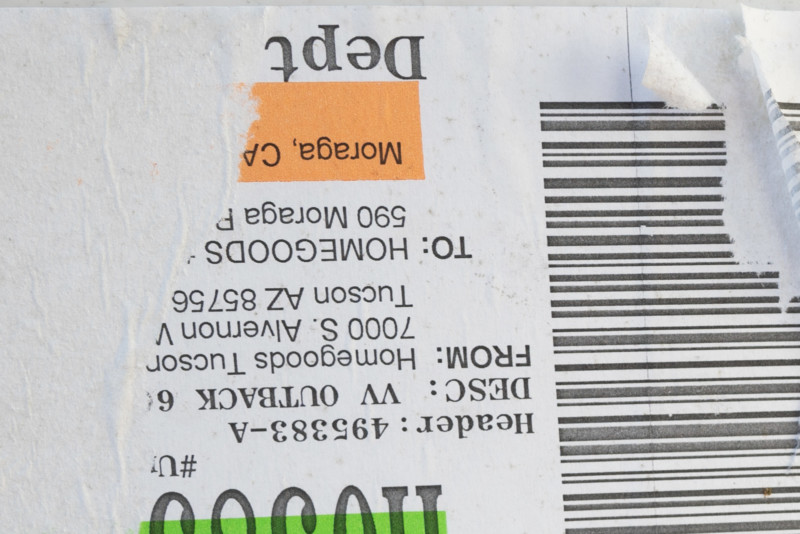 Header: 495383-A
DESC: VV OUTBACK 6
FROM: Homegoods
7000 S. Alvernon
Tucson AZ 85756
TO: HOMEGOODS
590 Moraga
Moraga, CA
Dept